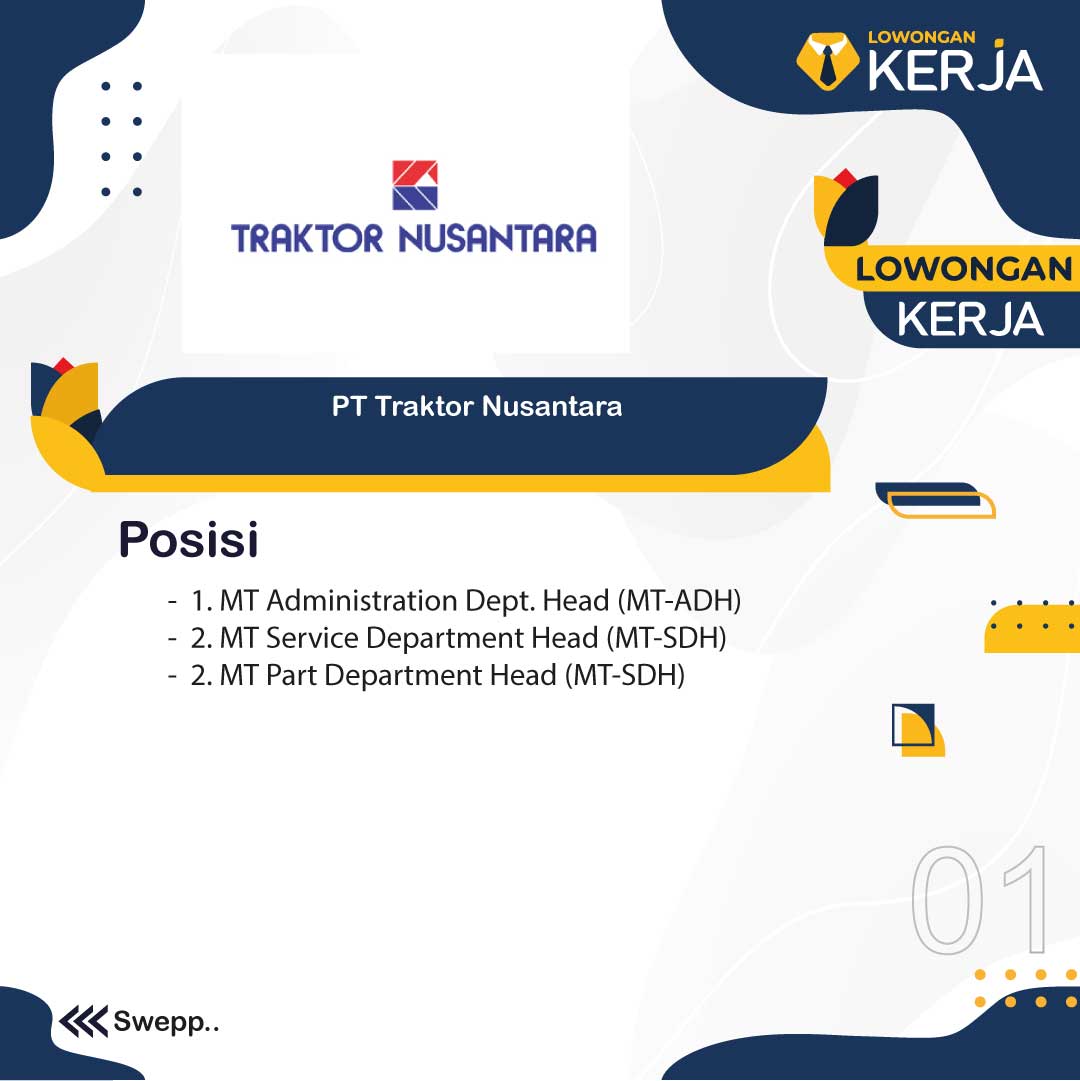 LOWONGAN
KERJA
TRAKTOR NUSANTARA
LOWONGAN
KERJA
PT Traktor Nusantara
Posisi
- 1. MT Administration Dept. Head (MT-ADH)
- 2. MT Service Department Head (MT-SDH)
- 2. MT Part Department Head (MT-SDH)
01
Swepp..